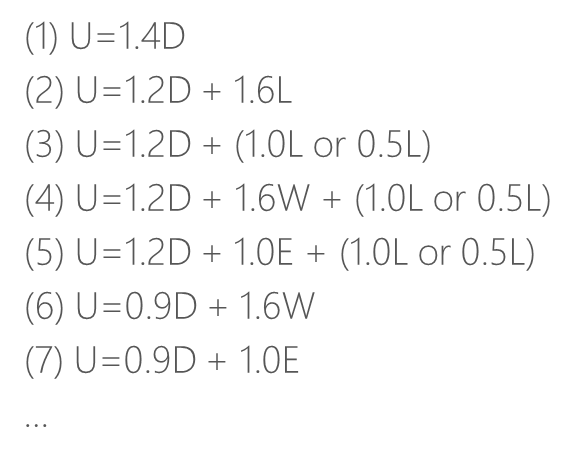 (1) U=1.4D
(2) U=1.2D + 1.6L
(3) U=1.2D + (1.0L or 0.5L)
(4) U=1.2D + 1.6W + (1.0L or 0.5L)
(5) U=1.2D + 1.0E + (1.0L or 0.5L)
(6) U=0.9D + 1.6W
(7) U=0.9D + 1.0E
...